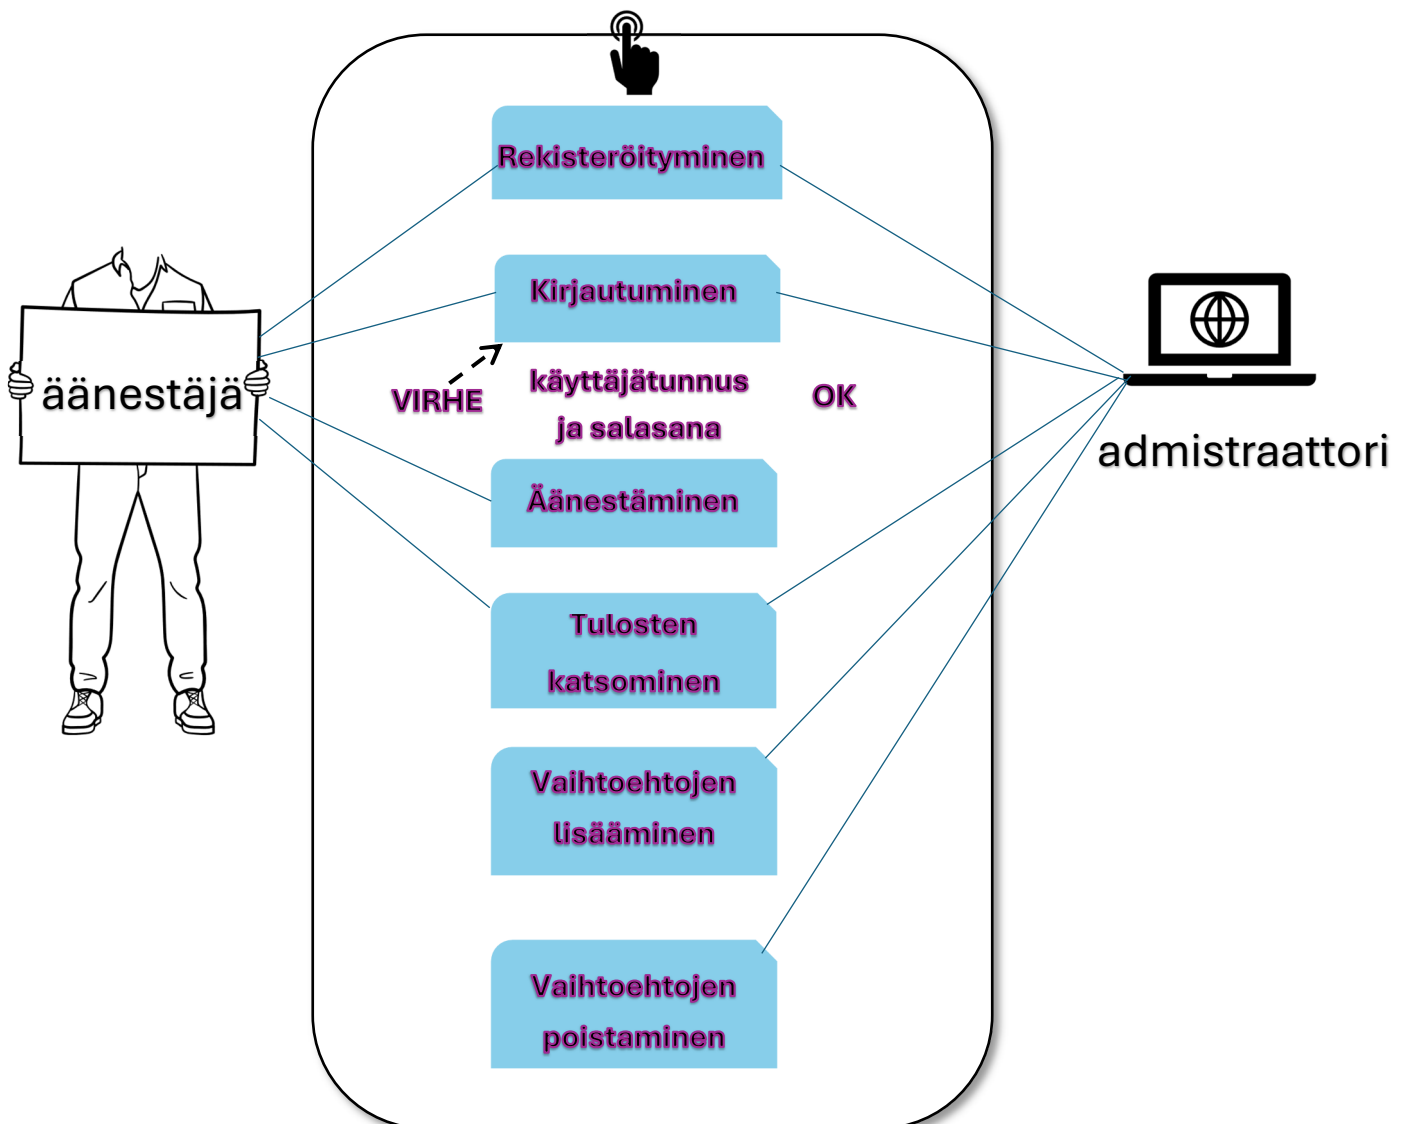 Rekisteröityminen
Kirjautuminen
VIRHE
käyttäjätunnus
ja salasana
OK
äänestäjä
admistraattori
Äänestäminen
Tulosten
katsominen
Vaihtoehtojen
lisääminen
Vaihtoehtojen
poistaminen